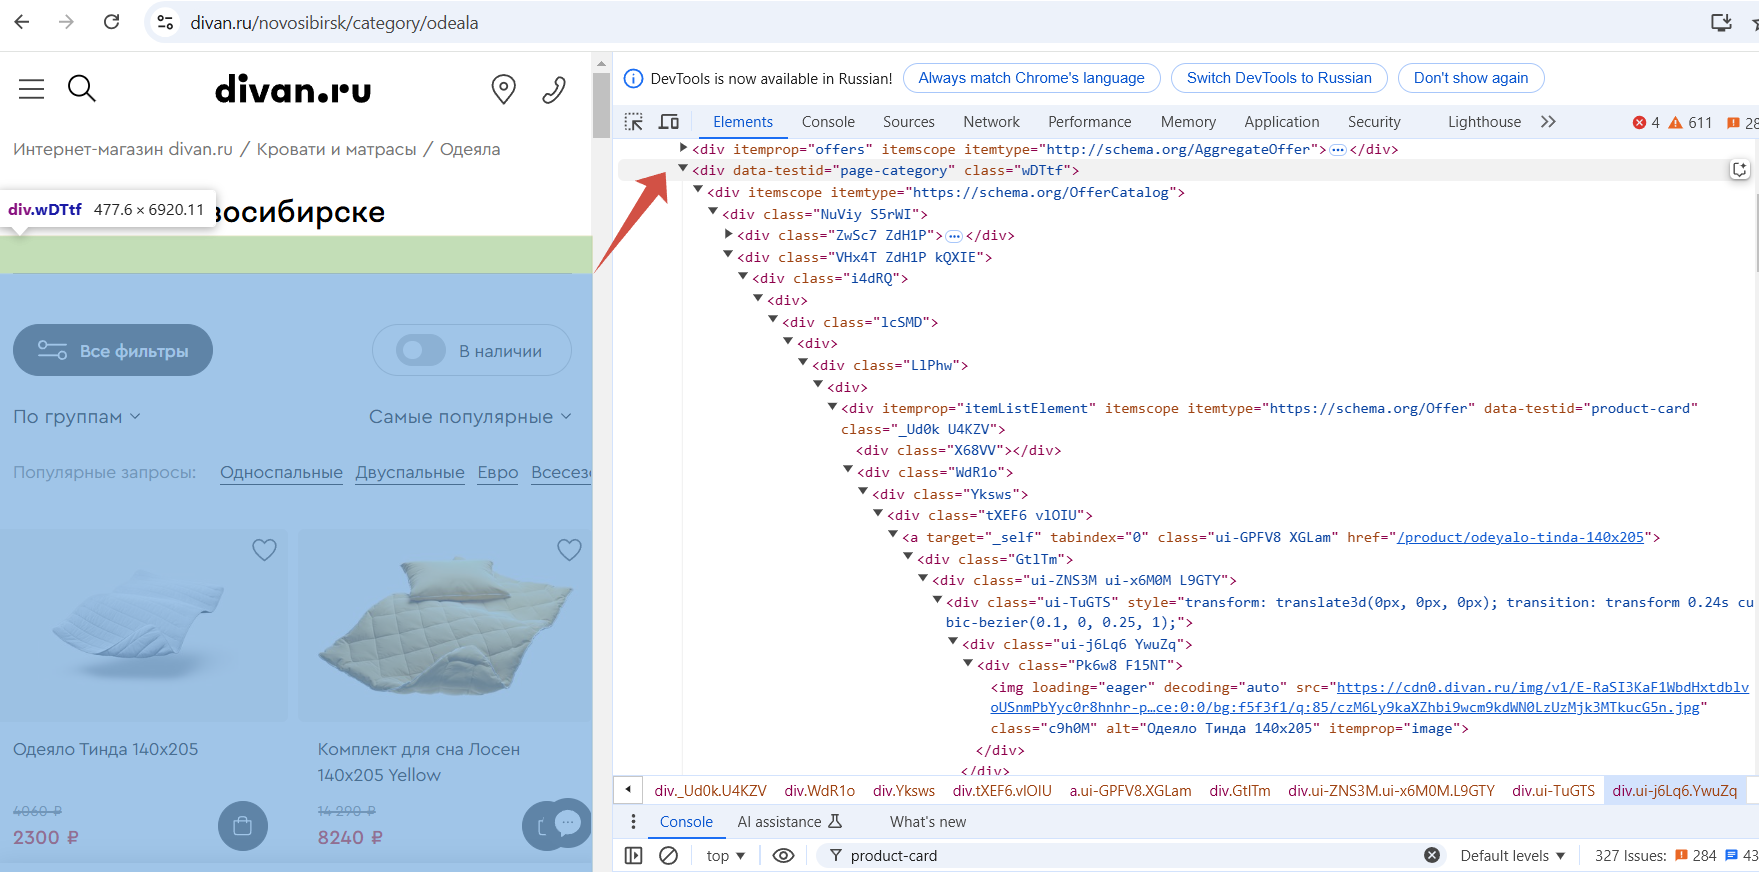 divan.ru/novosibirsk/category/odeala
divan.ru
Интернет-магазин divan.ru / Кровати и матрасы / Одеяла
div.wDTtf 477.6 × 6920.11
восибирске
Все фильтры
В наличии
По группам
Самые популярные
Популярные запросы: Односпальные Двуспальные Евро Всесез
Одеяло Тинда 140x205
4060 ₽
2300 ₽
Комплект для сна Лосен
140x205 Yellow
14 290 ₽
8240 ₽
DevTools is now available in Russian! Always match Chrome's language Switch DevTools to Russian Don't show again
Elements Console Sources Network Performance Memory Application Security Lighthouse 4 611 28
<div itemprop="offers" itemscope itemtype="http://schema.org/AggregateOffer">…</div>
<div data-testid="page-category" class="wDTtf">
<div itemscope itemtype="https://schema.org/OfferCatalog">
<div class="NuViy S5rWI">
<div class="ZwSc7 ZdH1P">…</div>
<div class="VHx4T ZdH1P kQXIE">
<div class="i4dRQ">
<div>
<div class="lcSMD">
<div>
<div class="LlPhw">
<div>
<div itemprop="itemListElement" itemscope itemtype="https://schema.org/Offer" data-testid="product-card"
class="_Ud0k U4KZV">
<div class="X68VV"></div>
<div class="WdR1o">
<div class="Yksws">
<div class="tXEF6 vlOIU">
<a target="_self" tabindex="0" class="ui-GPFV8 XGLam" href="/product/odeyalo-tinda-140x205">
<div class="GtlTm">
<div class="ui-ZNS3M ui-x6M0M L9GTY">
<div class="ui-TuGTS" style="transform: translate3d(0px, 0px, 0px); transition: transform 0.24s cu
bic-bezier(0.1, 0, 0.25, 1);">
<div class="ui-j6Lq6 YwuZq">
<div class="Pk6w8 F15NT">
<img loading="eager" decoding="auto" src="https://cdn0.divan.ru/img/v1/E-RaSI3KaF1WbdHxtdblv
oUSnmPbYyc0r8hnhr-p…ce:0:0/bg:f5f3f1/q:85/czM6Ly9kaXZhbi9wcm9kdWN0LzUzMjk3MTkucG5n.jpg"
class="c9h0M" alt="Одеяло Тинда 140x205" itemprop="image">
</div>
</div>
div._Ud0k.U4KZV div.WdR1o div.Yksws div.tXEF6.vlOIU a.ui-GPFV8.XGLam div.GtlTm div.ui-ZNS3M.ui-x6M0M.L9GTY div.ui-TuGTS div.ui-j6Lq6.YwuZq
Console AI assistance What's new
top product-card Default levels 327 Issues: 284 43